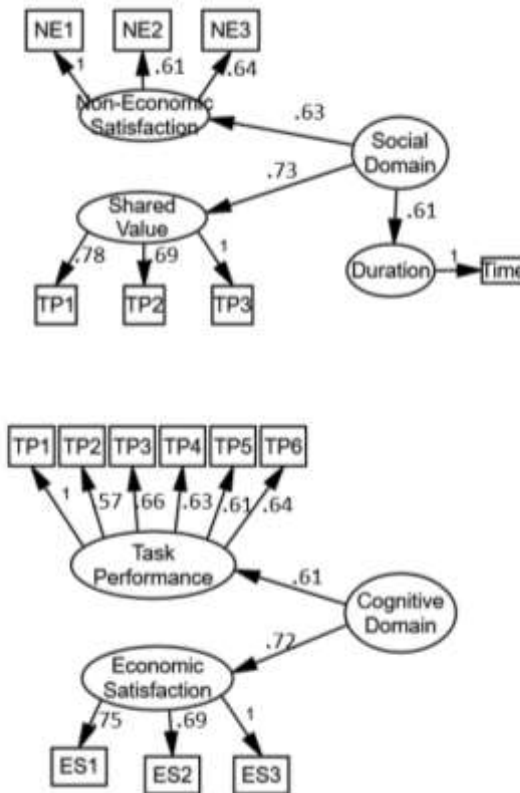 NE1 NE2 NE3
1 .61 .64
Non-Economic
Satisfaction
.63
Social
Domain
.73
Shared
Value
.61
.78 .69 1
Duration
1
Time
TP1 TP2 TP3
TP1 TP2 TP3 TP4 TP5 TP6
1 .57 .66 .63 .61 .64
Task
Performance
.61
Cognitive
Domain
.72
Economic
Satisfaction
.75 .69 1
ES1 ES2 ES3